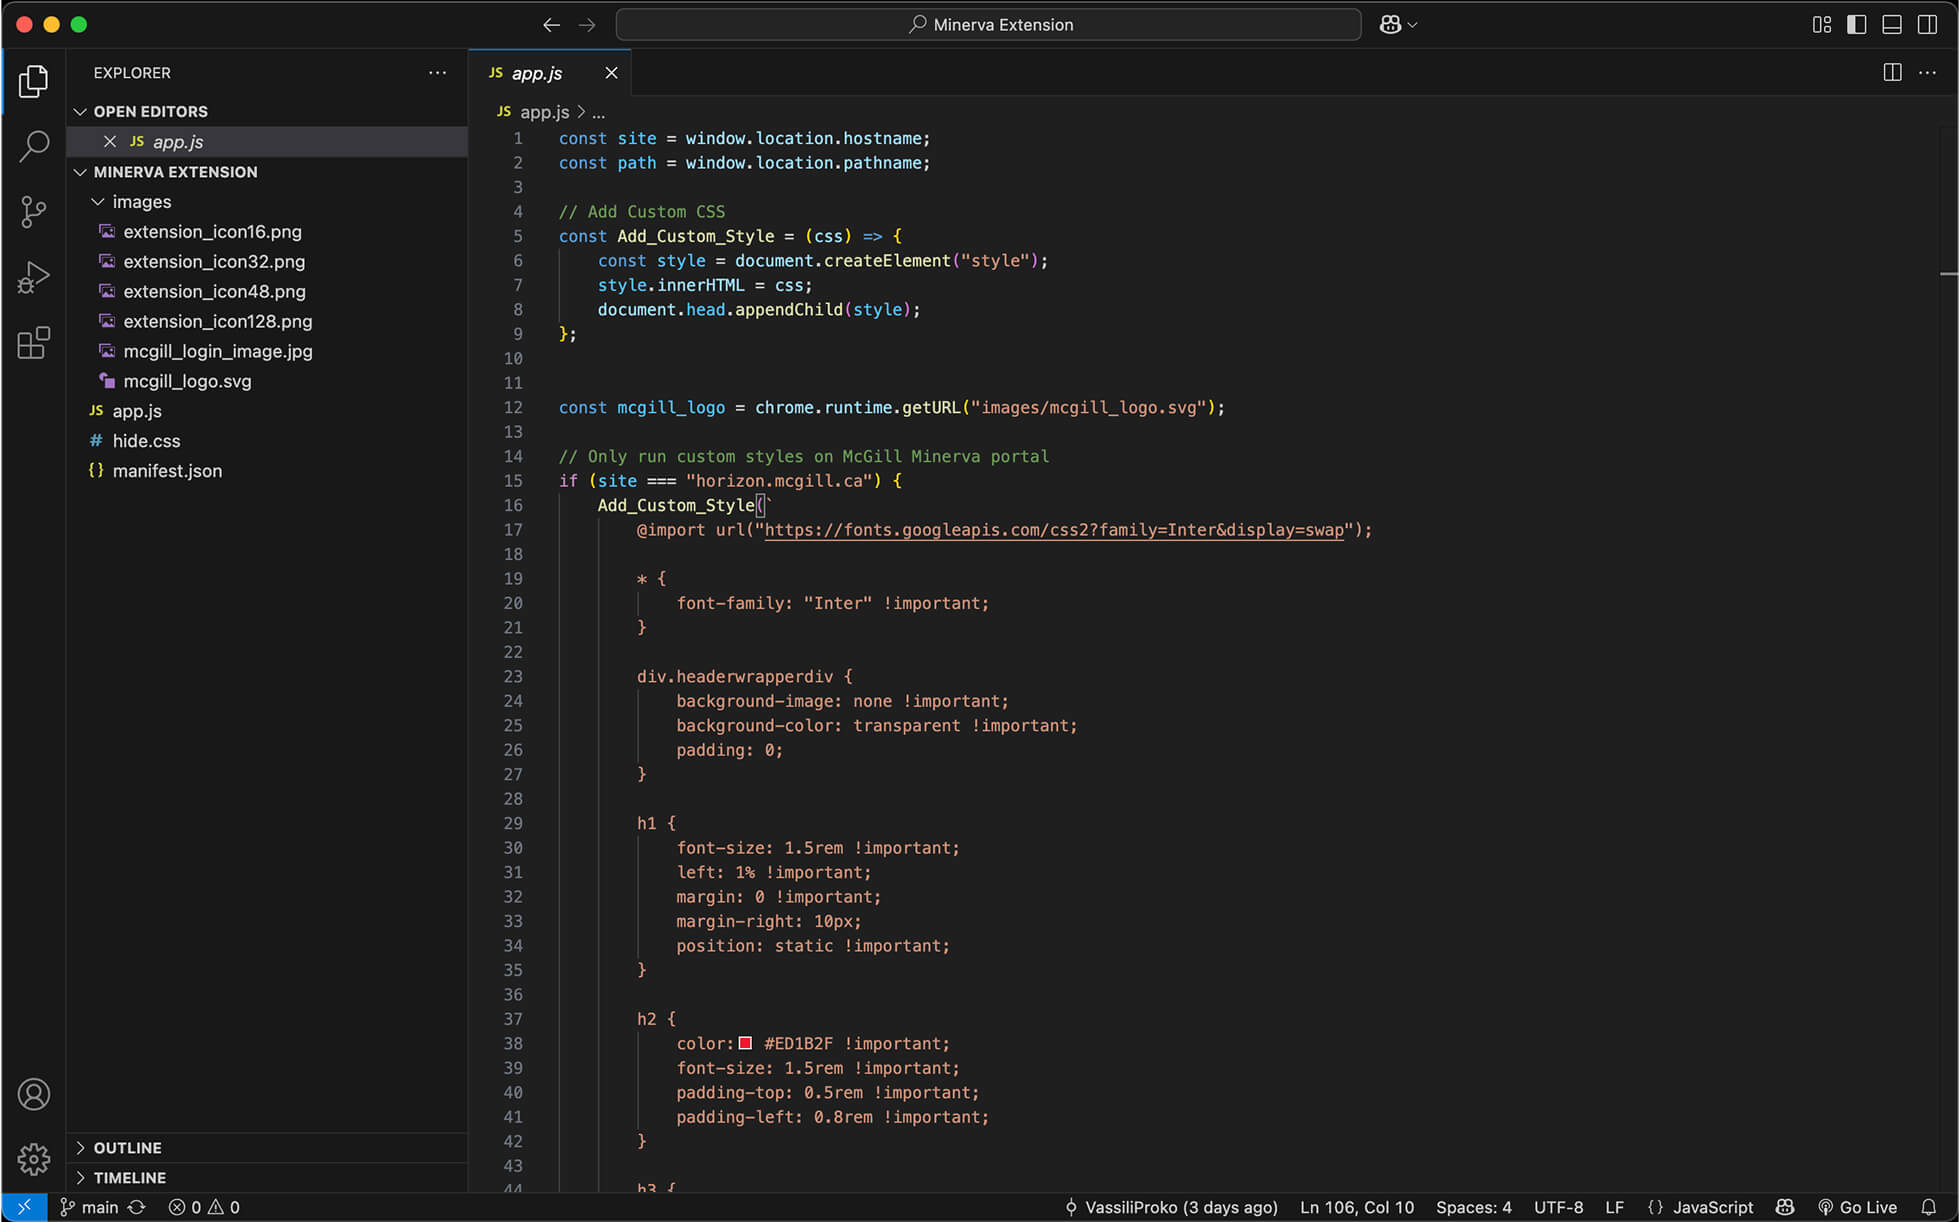 Minerva Extension
EXPLORER
OPEN EDITORS
JS app.js
MINERVA EXTENSION
images
extension_icon16.png
extension_icon32.png
extension_icon48.png
extension_icon128.png
mcgill_login_image.jpg
mcgill_logo.svg
JS app.js
# hide.css
{} manifest.json
OUTLINE
TIMELINE
JS app.js
JS app.js > ...
1 const site = window.location.hostname;
2 const path = window.location.pathname;
3
4 // Add Custom CSS
5 const Add_Custom_Style = (css) => {
6 const style = document.createElement("style");
7 style.innerHTML = css;
8 document.head.appendChild(style);
9 };
10
11
12 const mcgill_logo = chrome.runtime.getURL("images/mcgill_logo.svg");
13
14 // Only run custom styles on McGill Minerva portal
15 if (site === "horizon.mcgill.ca") {
16 Add_Custom_Style(`
17 @import url("https://fonts.googleapis.com/css2?family=Inter&display=swap");
18
19 * {
20 font-family: "Inter" !important;
21 }
22
23 div.headerwrapperdiv {
24 background-image: none !important;
25 background-color: transparent !important;
26 padding: 0;
27 }
28
29 h1 {
30 font-size: 1.5rem !important;
31 left: 1% !important;
32 margin: 0 !important;
33 margin-right: 10px;
34 position: static !important;
35 }
36
37 h2 {
38 color: #ED1B2F !important;
39 font-size: 1.5rem !important;
40 padding-top: 0.5rem !important;
41 padding-left: 0.8rem !important;
42 }
43
44 h3 {
main 0 0 VassiliProko (3 days ago) Ln 106, Col 10 Spaces: 4 UTF-8 LF {} JavaScript Go Live